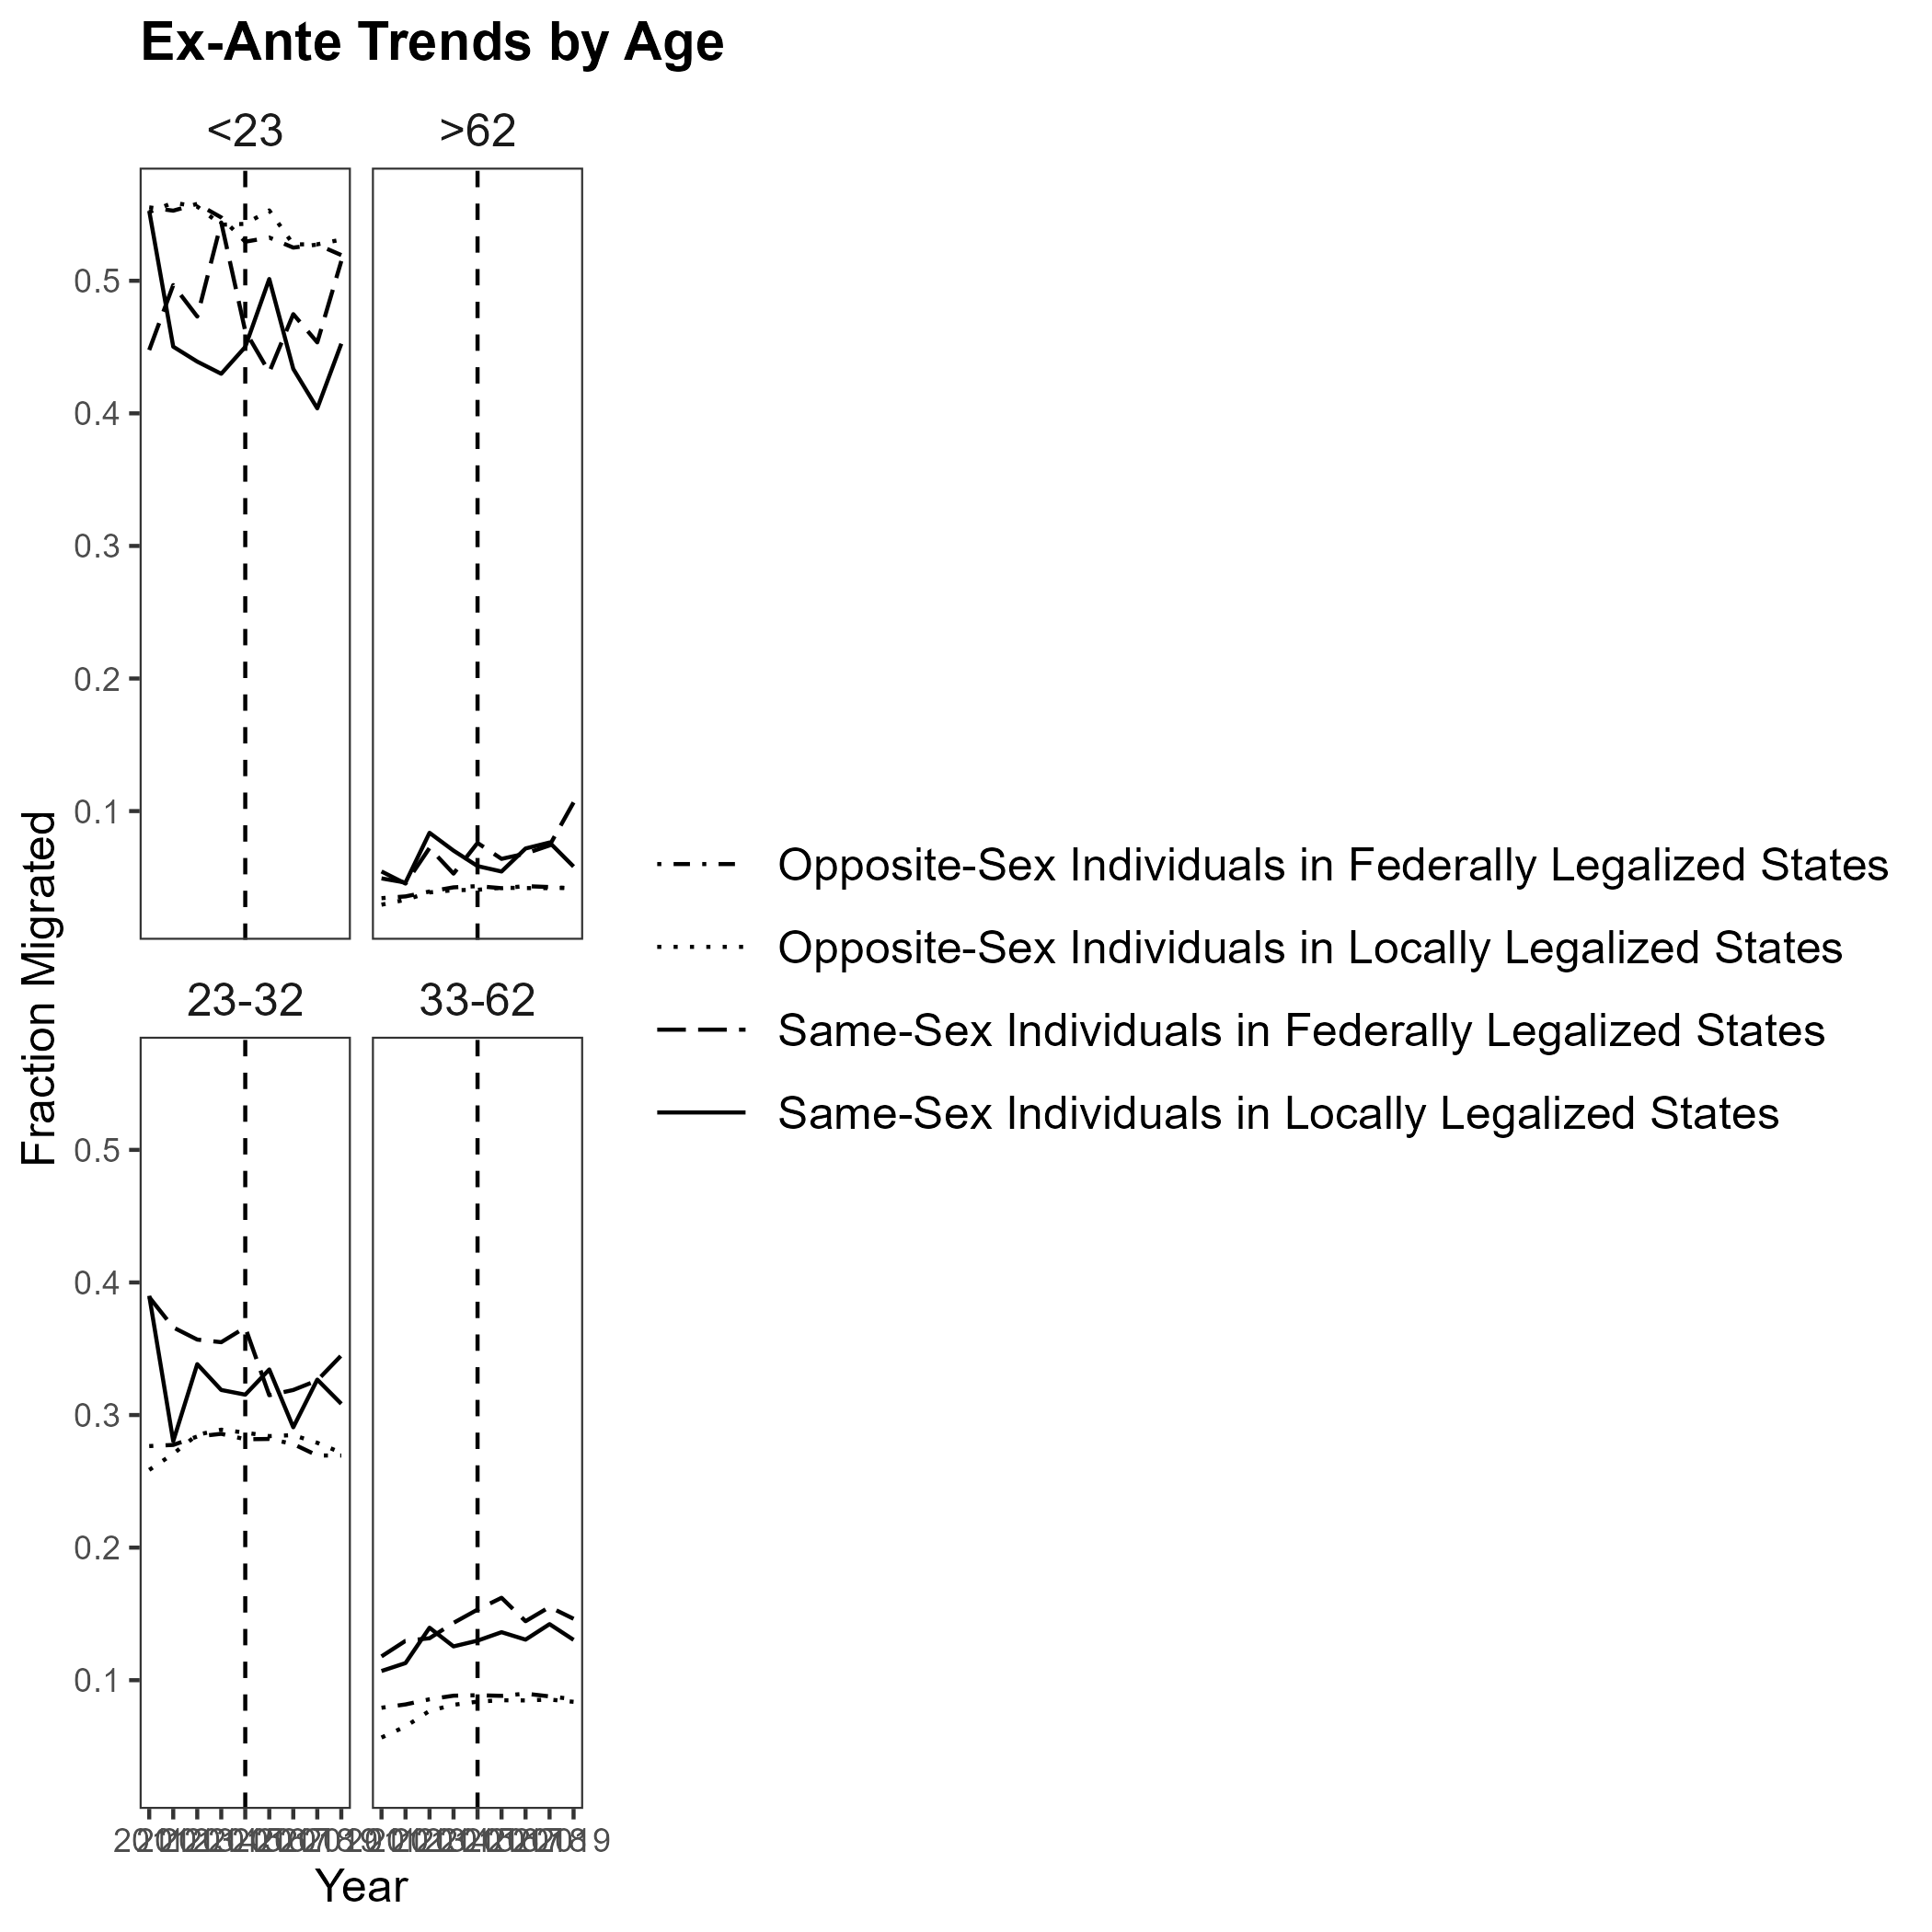 Ex-Ante Trends by Age
<23
>62
0.5
0.4
0.3
0.2
0.1
Fraction Migrated
Opposite-Sex Individuals in Federally Legalized States
Opposite-Sex Individuals in Locally Legalized States
Same-Sex Individuals in Federally Legalized States
Same-Sex Individuals in Locally Legalized States
23-32
33-62
0.5
0.4
0.3
0.2
0.1
Year